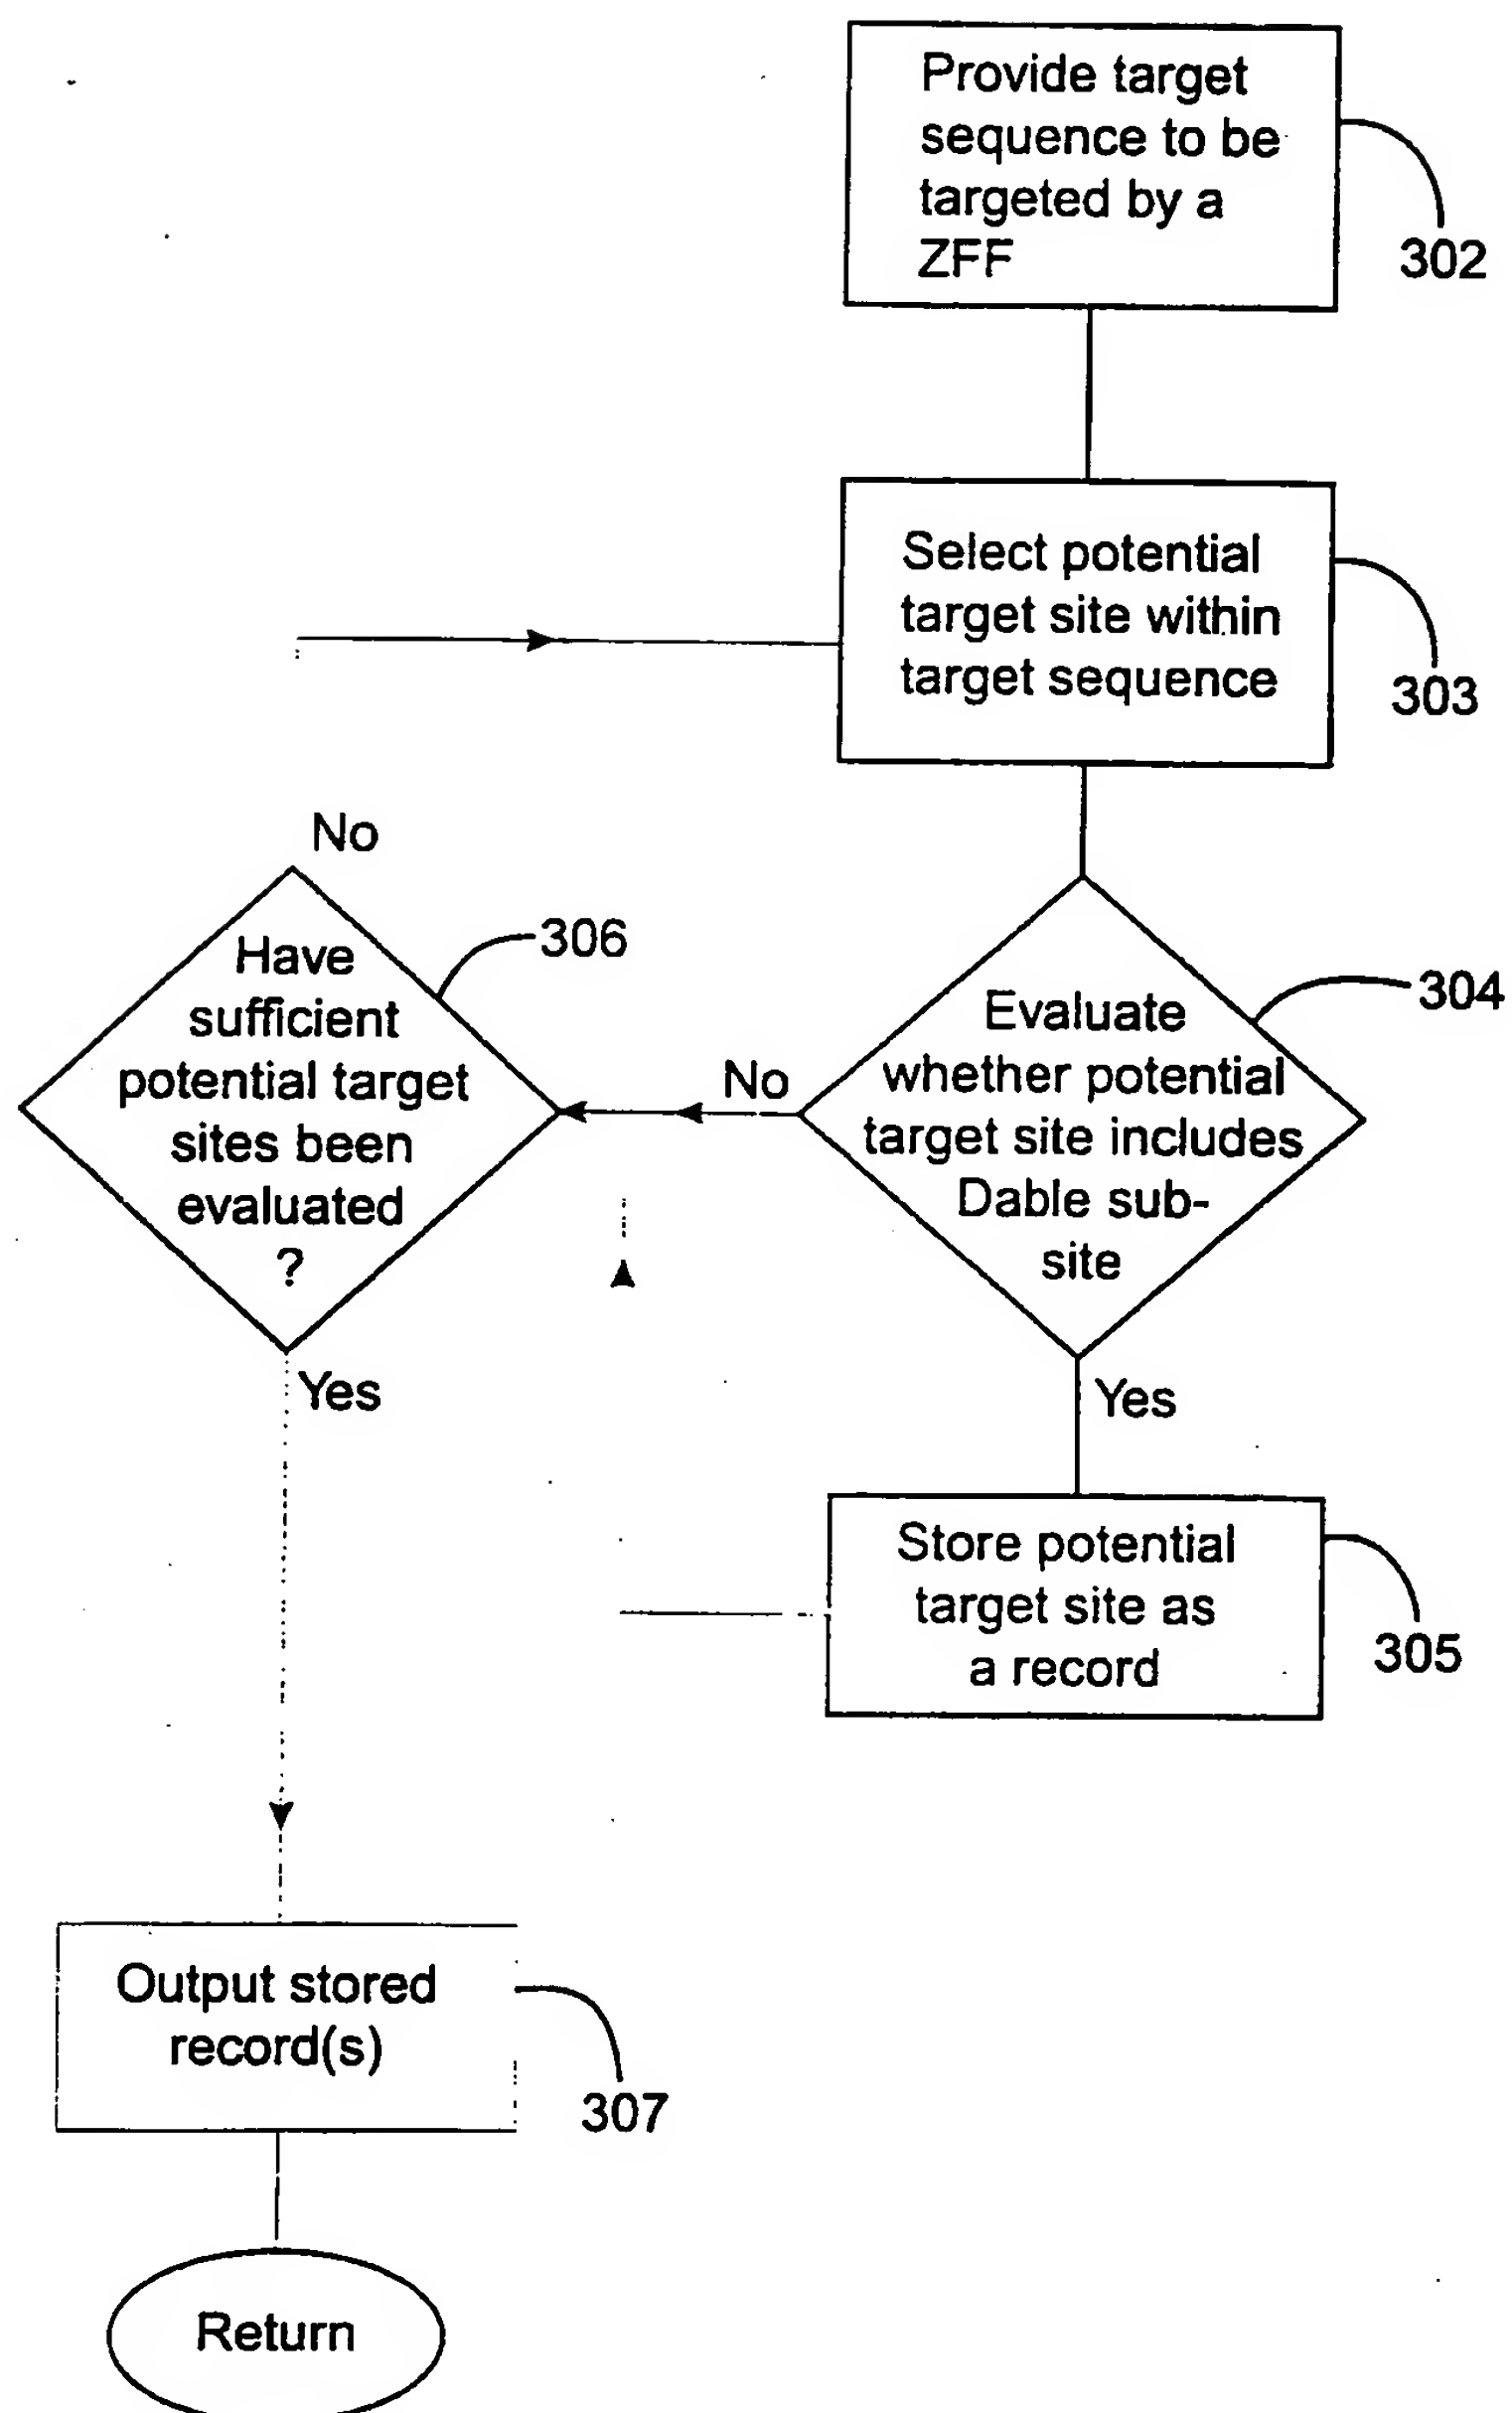 Provide target
sequence to be
targeted by a
ZFF
302
Select potential
target site within
target sequence
303
No
Have
sufficient
potential target
sites been
evaluated
?
306
Yes
No
Evaluate
whether potential
target site includes
Dable sub-
site
304
Yes
Store potential
target site as
a record
305
Output stored
record(s)
307
Return